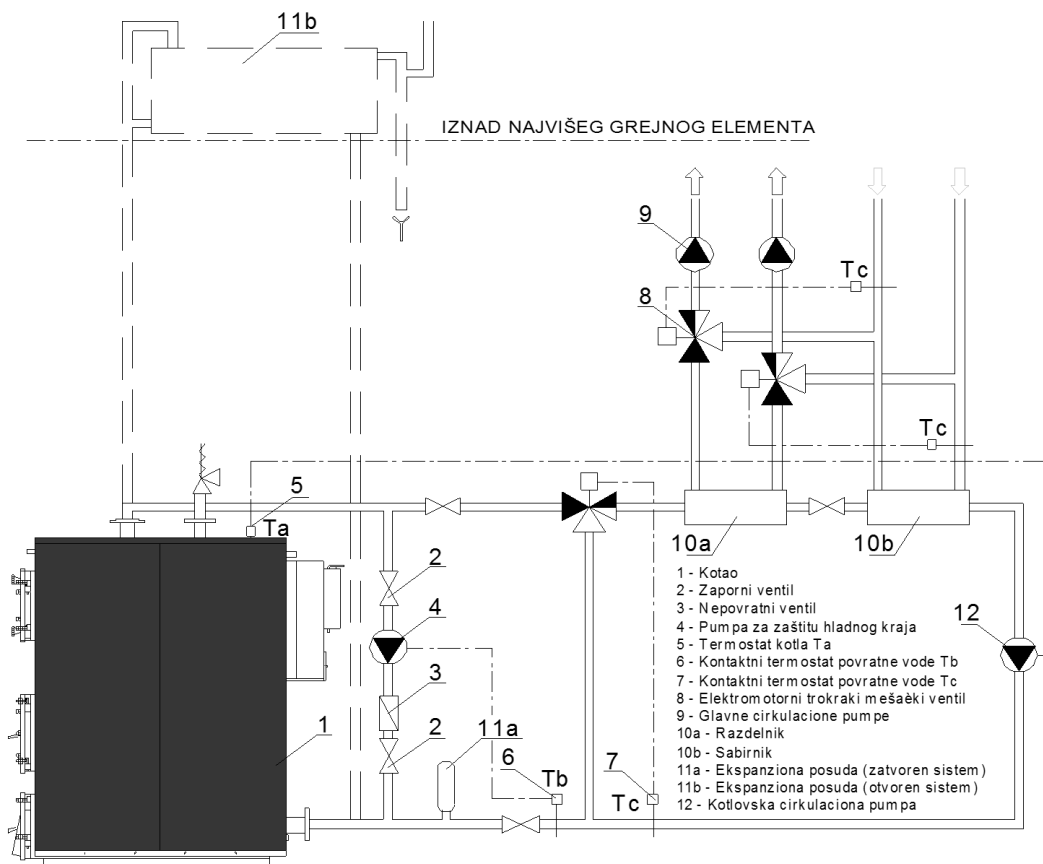 11b
IZNAD NAJVIŠEG GREJNOG ELEMENTA
9
Tc
8
Tc
5
Ta
10a
10b
2
4
3
1
2
11a
6
Tb
7
Tc
12
1 - Kotao
2 - Zaporni ventil
3 - Nepovratni ventil
4 - Pumpa za zaštitu hladnog kraja
5 - Termostat kotla Ta
6 - Kontaktni termostat povratne vode Tb
7 - Kontaktni termostat povratne vode Tc
8 - Elektromotorni trokraki mešaèki ventil
9 - Glavne cirkulacione pumpe
10a - Razdelnik
10b - Sabirnik
11a - Ekspanziona posuda (zatvoren sistem)
11b - Ekspanziona posuda (otvoren sistem)
12 - Kotlovska cirkulaciona pumpa